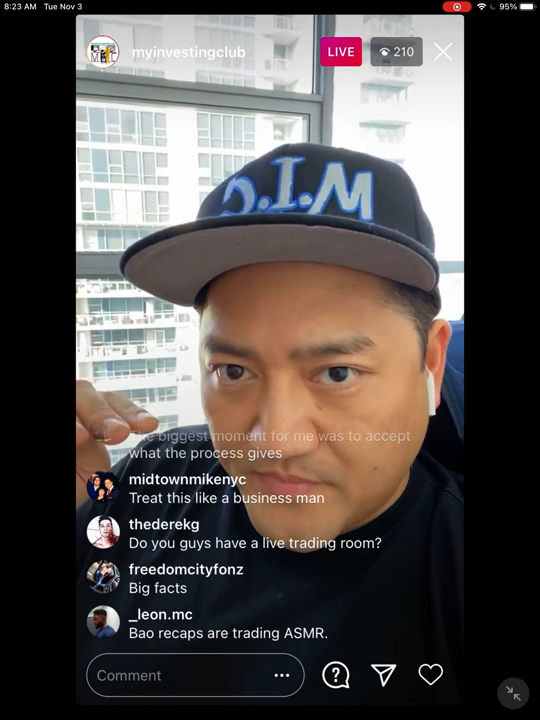 8:23 AM Tue Nov 3
95%
myinvestingclub
LIVE
210
M.I.C
The biggest moment for me was to accept
what the process gives
midtownmikenyc
Treat this like a business man
thederekg
Do you guys have a live trading room?
freedomcityfonz
Big facts
_leon.mc
Bao recaps are trading ASMR.
Comment